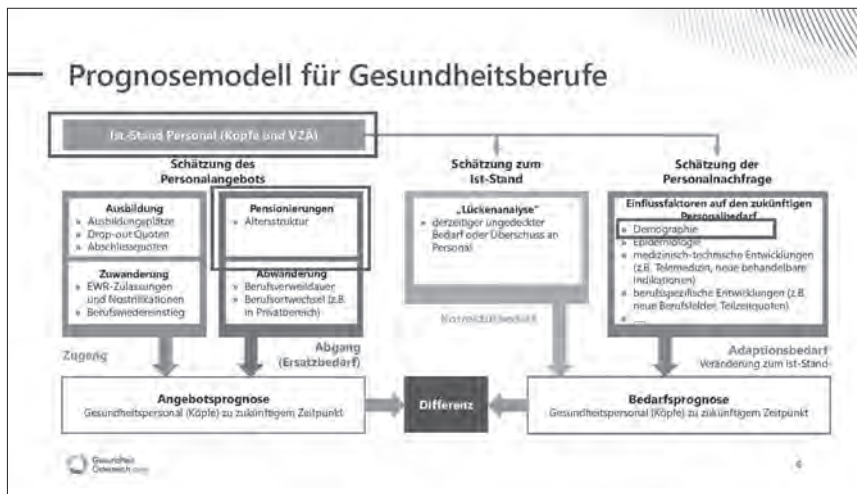 Prognosemodell für Gesundheitsberufe
Ist-Stand Personal (Köpfe und VZÄ)
Schätzung des
Personalangebots
Ausbildung
» Ausbildungsplätze
» Drop-out Quoten
» Abschlussquoten
Zuwanderung
» EWR-Zulassungen
und Nostrifikationen
» Berufswiedereinstieg
Pensionierungen
» Altersstruktur
Abwanderung
» Berufsverweildauer
» Berufsortwechsel (z.B.
in Privatbereich)
Zugang
Abgang
(Ersatzbedarf)
Schätzung zum
Ist-Stand
„Lückenanalyse“
» derzeitiger ungedeckter
Bedarf oder Überschuss an
Personal
Korrekturbedarf
Schätzung der
Personalnachfrage
Einflussfaktoren auf den zukünftigen
Personalbedarf
» Demographie
» Epidemiologie
» medizinisch-technische Entwicklungen
(z.B. Telemedizin, neue behandelbare
Indikationen)
» berufsspezifische Entwicklungen (z.B.
neue Berufsfelder, Teilzeitquoten)
» ....
Adaptionsbedarf
Veränderung zum Ist-Stand
Angebotsprognose
Gesundheitspersonal (Köpfe) zu zukünftigem Zeitpunkt
Differenz
Bedarfsprognose
Gesundheitspersonal (Köpfe) zu zukünftigem Zeitpunkt
Gesundheit
Österreich GmbH
6